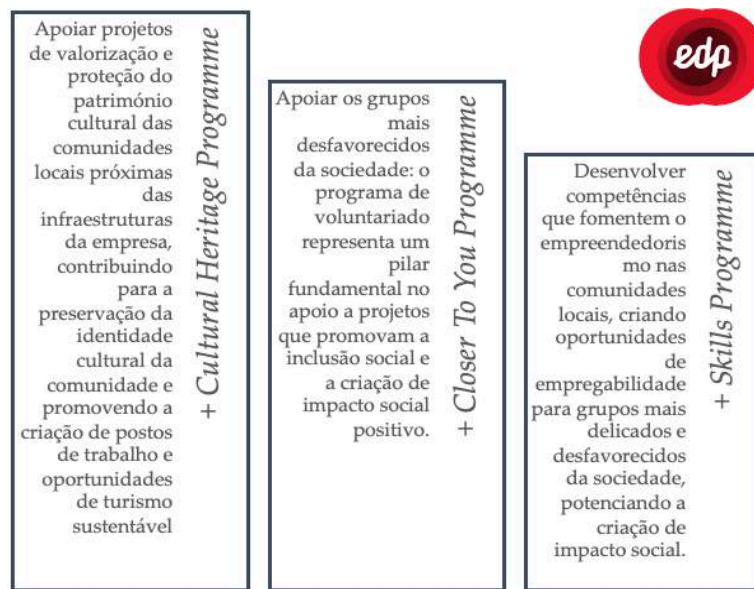 Apoiar projetos
de valorização e
proteção do
património
cultural das
comunidades
locais próximas
das
infraestruturas
da empresa,
contribuindo
para a
preservação da
identidade
cultural da
comunidade e
promovendo a
criação de postos
de trabalho e
oportunidades
de turismo
sustentável
+ Cultural Heritage Programme
Apoiar os grupos
mais
desfavorecidos
da sociedade: o
programa de
voluntariado
representa um
pilar
fundamental no
apoio a projetos
que promovam a
inclusão social e
a criação de
impacto social
positivo.
+ Closer To You Programme
edp
Desenvolver
competências
que fomentem o
empreendedoris
mo nas
comunidades
locais, criando
oportunidades
de
empregabilidade
para grupos mais
delicados e
desfavorecidos
da sociedade,
potenciando a
criação de
impacto social.
+ Skills Programme